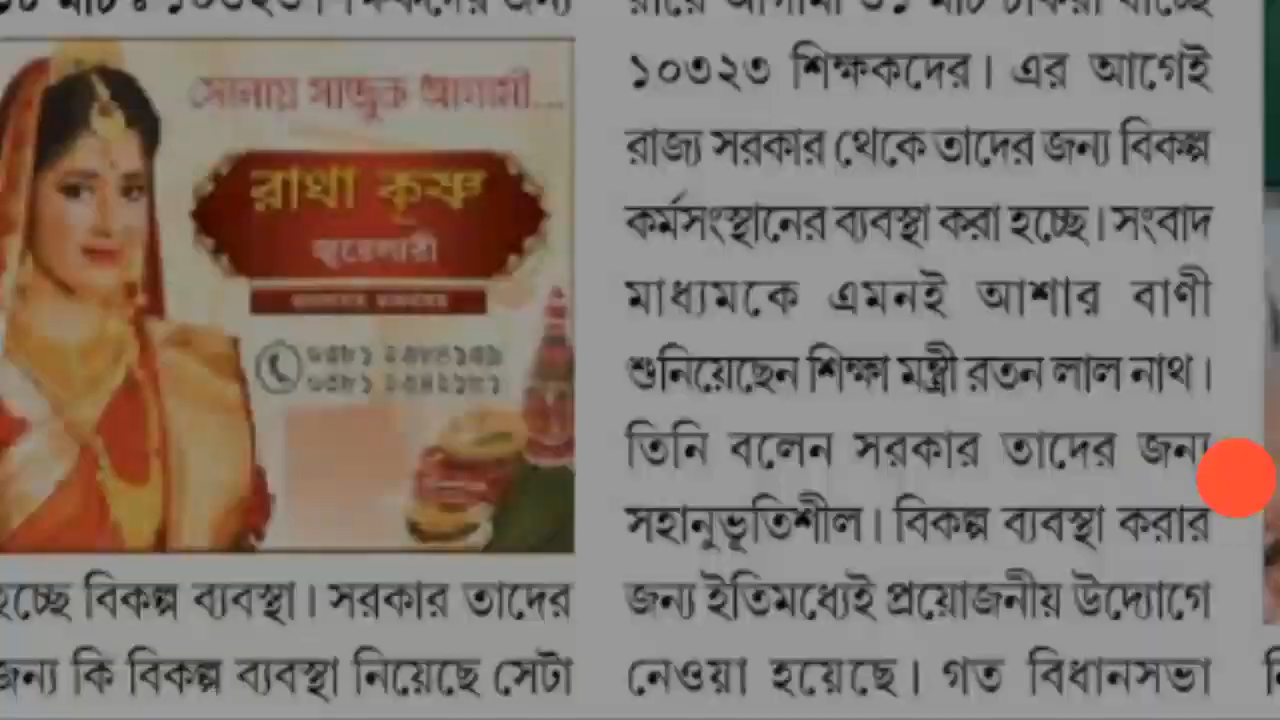 সোনায় সাজুক আগামী...
রাধা কৃষ্ণ
জুয়েলারী
হচ্ছে বিকল্প ব্যবস্থা। সরকার তাদের
জন্য কি বিকল্প ব্যবস্থা নিয়েছে সেটা
১০৩২৩ শিক্ষকদের। এর আগেই
রাজ্য সরকার থেকে তাদের জন্য বিকল্প
কর্মসংস্থানের ব্যবস্থা করা হচ্ছে। সংবাদ
মাধ্যমকে এমনই আশার বাণী
শুনিয়েছেন শিক্ষা মন্ত্রী রতন লাল নাথ।
তিনি বলেন সরকার তাদের জন্য
সহানুভূতিশীল। বিকল্প ব্যবস্থা করার
জন্য ইতিমধ্যেই প্রয়োজনীয় উদ্যোগে
নেওয়া হয়েছে। গত বিধানসভা